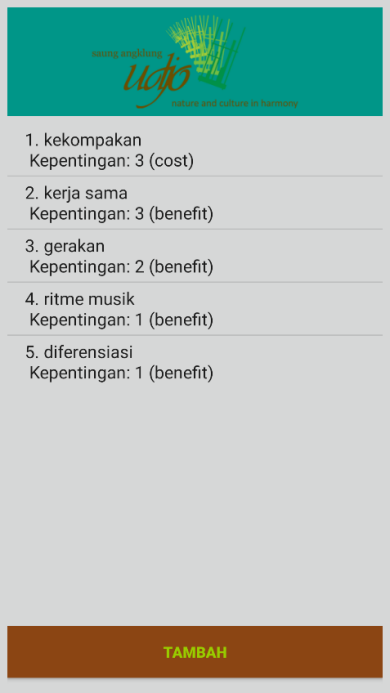 saung angklung
udjo
nature and culture in harmony
1. kekompakan
Kepentingan: 3 (cost)
2. kerja sama
Kepentingan: 3 (benefit)
3. gerakan
Kepentingan: 2 (benefit)
4. ritme musik
Kepentingan: 1 (benefit)
5. diferensiasi
Kepentingan: 1 (benefit)
TAMBAH